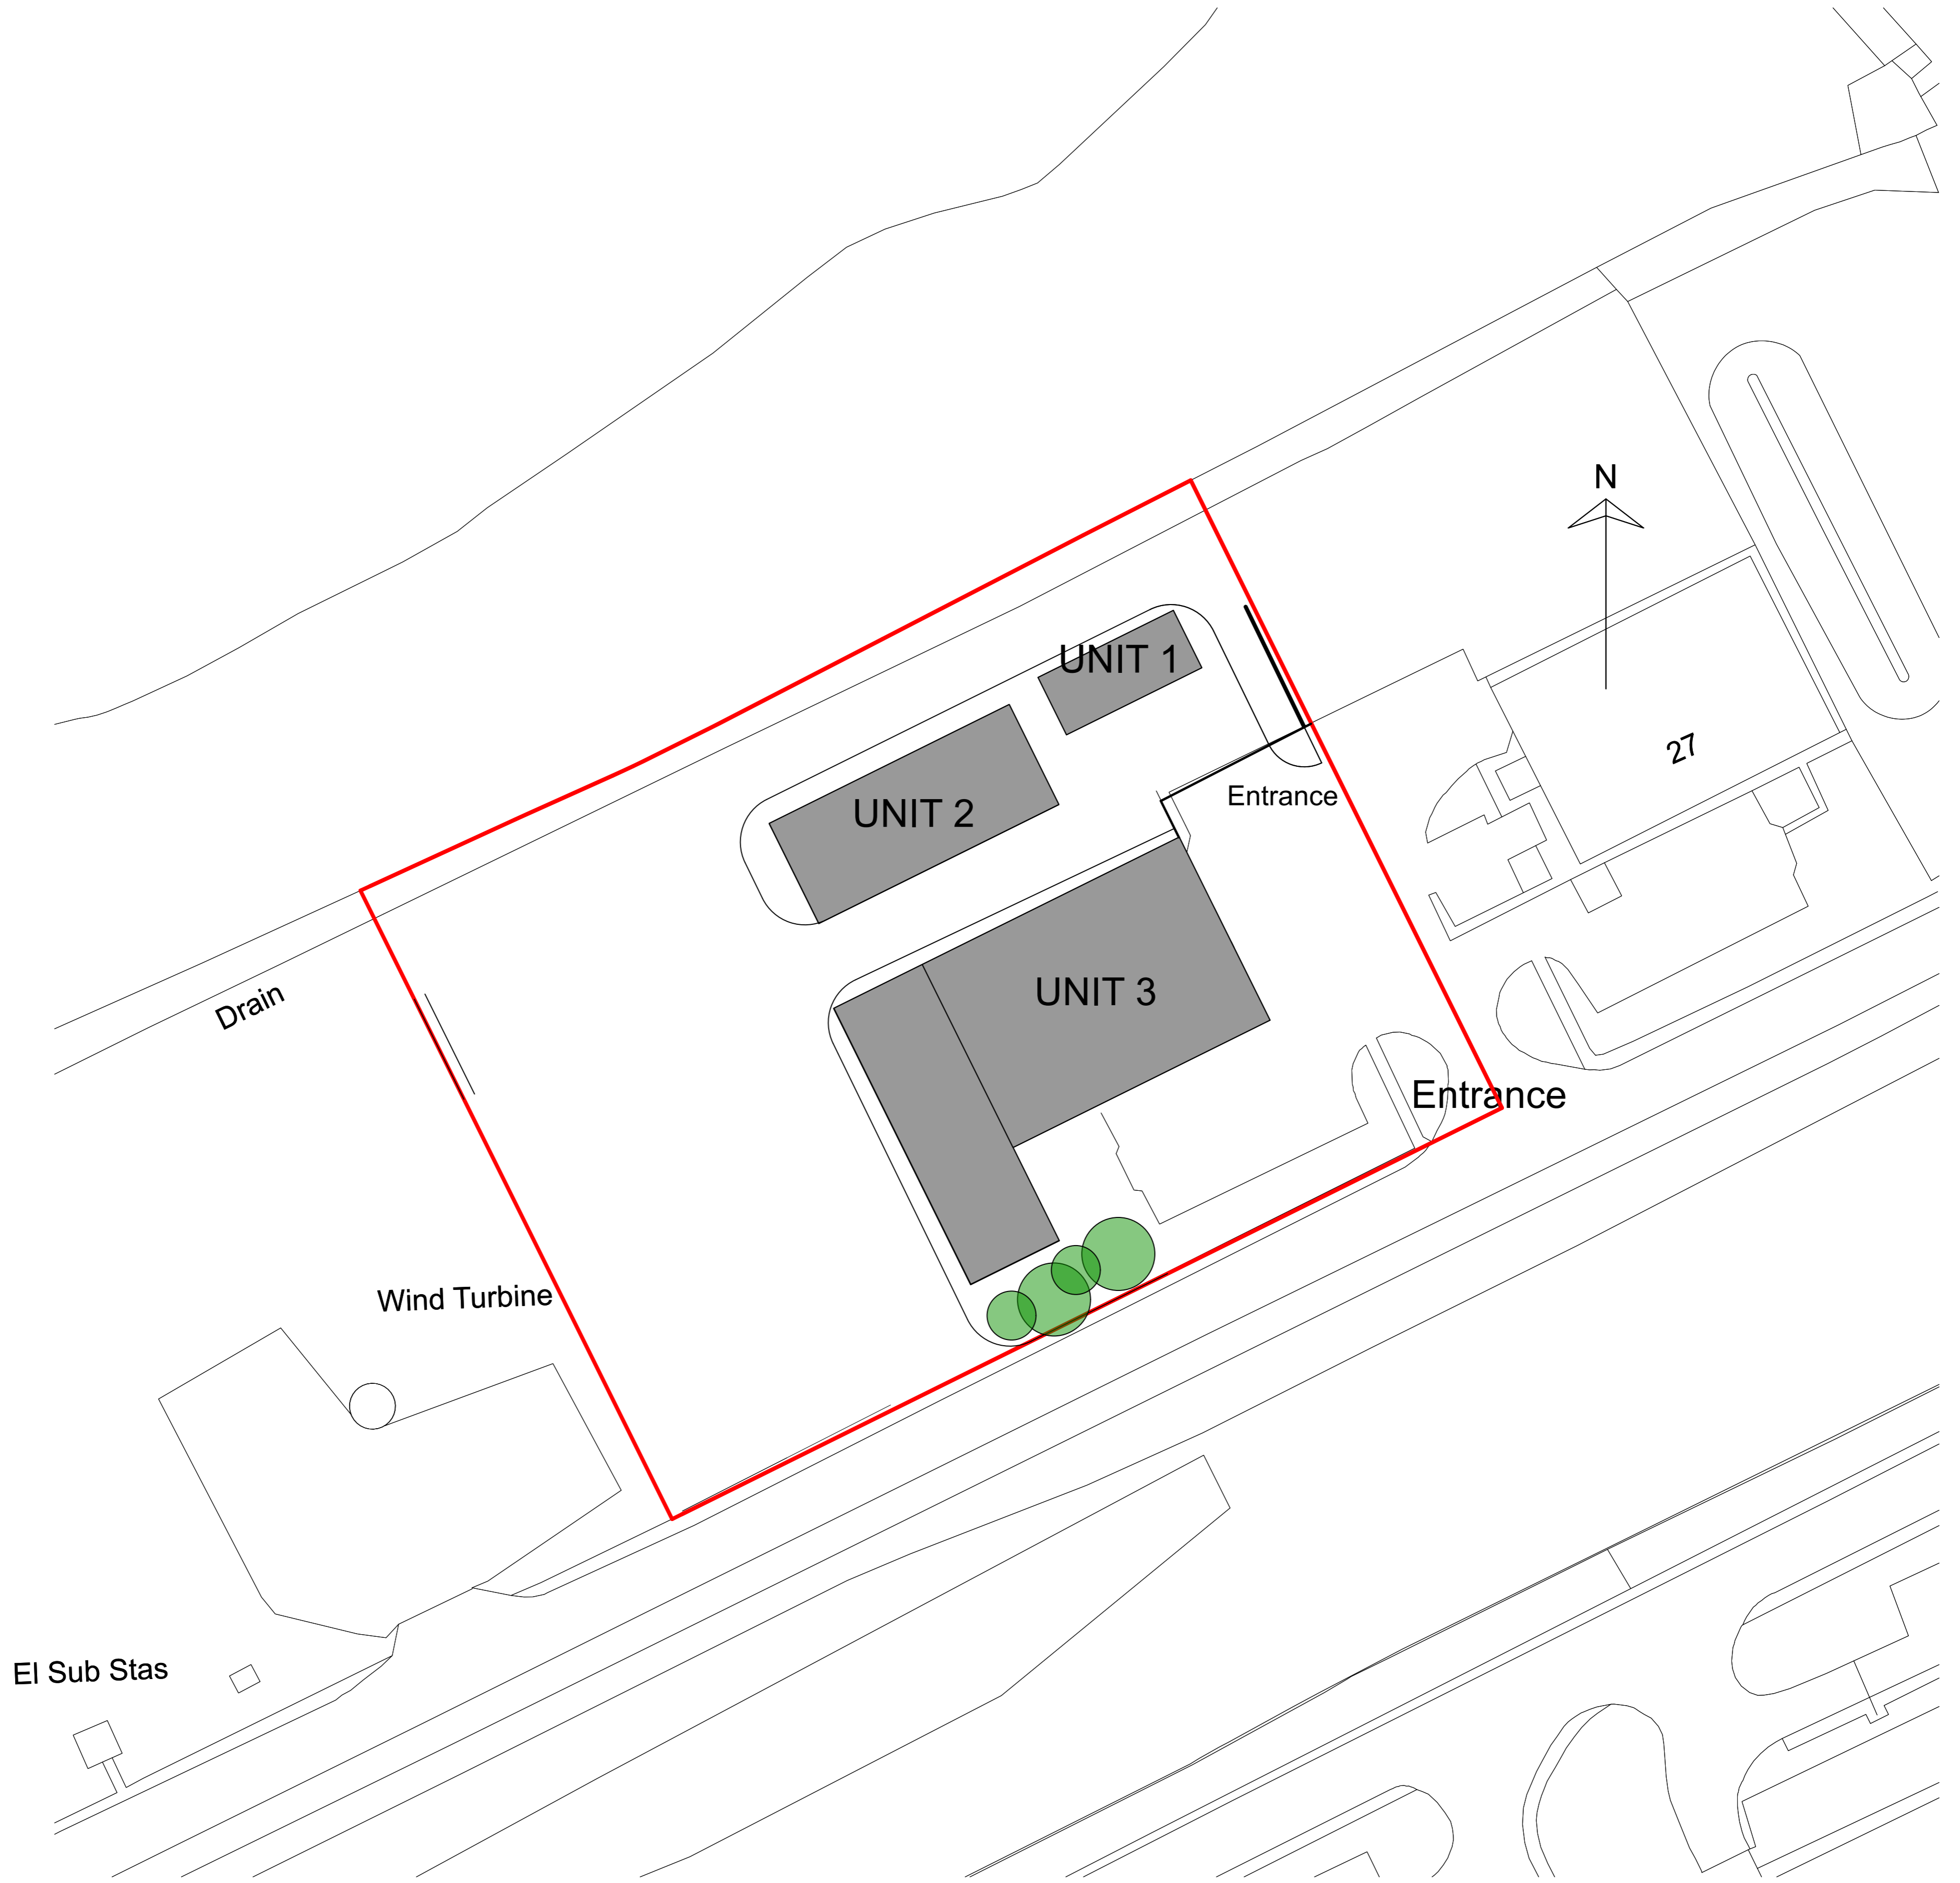 N
UNIT 1
27
Entrance
UNIT 2
UNIT 3
Drain
Entrance
Wind Turbine
El Sub Stas